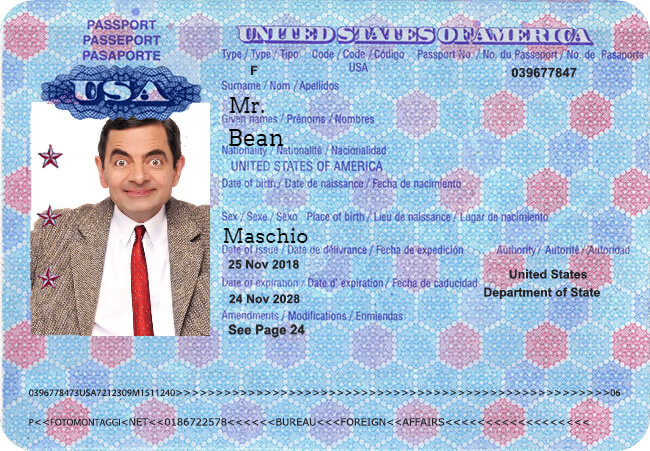 PASSPORT
PASSEPORT
PASAPORTE
USA
UNITED STATES OF AMERICA
Type / Type / Tipo Code / Code / Código Passport No. / No. du Passeport / No. de Pasaporte
F USA 039677847
Surname / Nom / Apellidos
Mr.
Given names / Prénoms / Nombres
Bean
Nationality / Nationalité / Nacionalidad
UNITED STATES OF AMERICA
Date of birth / Date de naissance / Fecha de nacimiento
Sex / Sexe / Sexo Place of birth / Lieu de naissance / Lugar de nacimiento
Maschio
Date of issue / Date de délivrance / Fecha de expedición Authority / Autorité / Autoridad
25 Nov 2018 United States
Date of expiration / Date d' expiration / Fecha de caducidad Department of State
24 Nov 2028
Amendments / Modifications / Enmiendas
See Page 24
0396778473USA7212309M1511240>>>>>>>>>>>>>>>>>>>>>>>>>>>>>>>>>>>>>>>>>>>>>>>>>>>>>06
P<<FOTOMONTAGGI<NET<<0186722578<<<<<<BUREAU<<<FOREIGN<<AFFAIRS<<<<<<<<<<<<<<<<<<